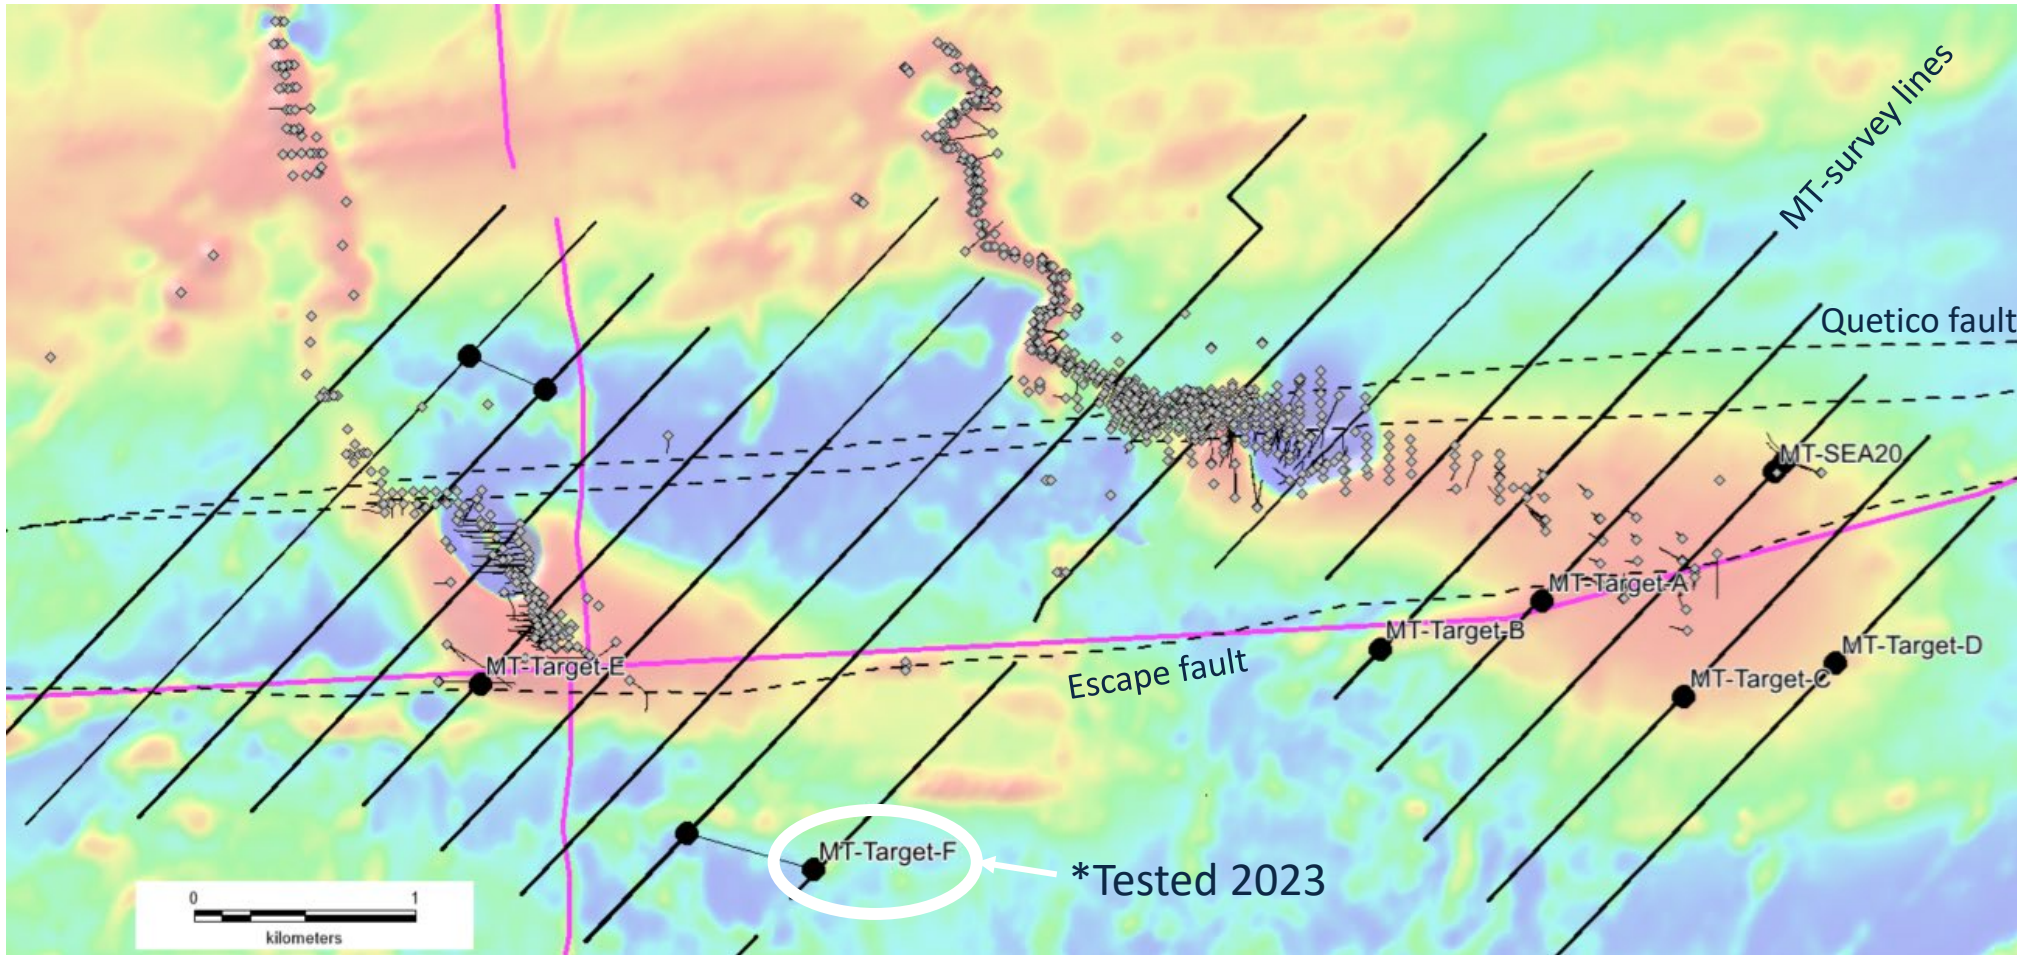 MT-survey lines
Quetico fault
MT-SEA20
MT-Target-A
MT-Target-B
MT-Target-D
Escape fault
MT-Target-E
MT-Target-C
MT-Target-F
*Tested 2023
0 1
kilometers